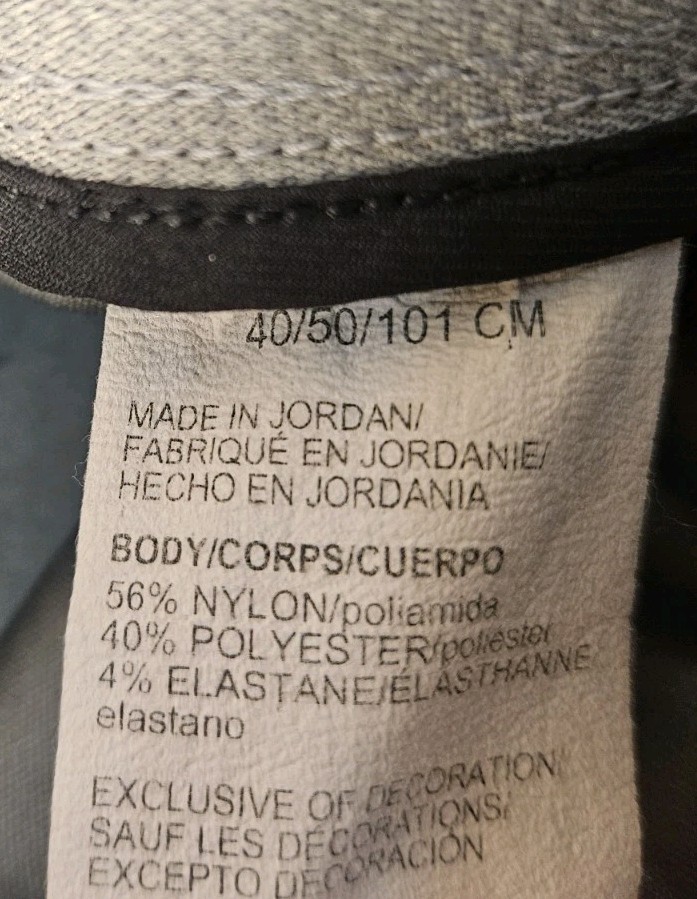 40/50/101 CM
MADE IN JORDAN/
FABRIQUÉ EN JORDANIE/
HECHO EN JORDANIA
BODY/CORPS/CUERPO
56% NYLON/poliamida
40% POLYESTER/poliéster
4% ELASTANE/ÉLASTHANNE
elastano
EXCLUSIVE OF DECORATION/
SAUF LES DÉCORATIONS/
EXCEPTO DECORACIÓN